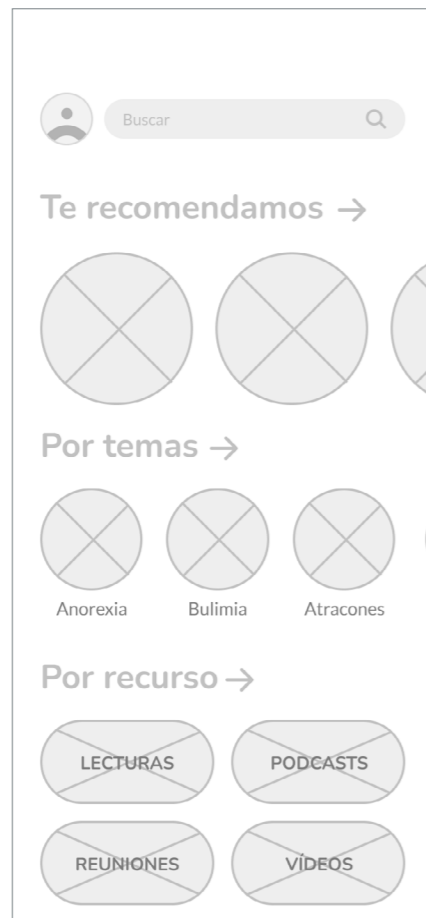 Buscar
Te recomendamos →
Por temas →
Anorexia Bulimia Atracones
Por recurso →
LECTURAS PODCASTS
REUNIONES VÍDEOS